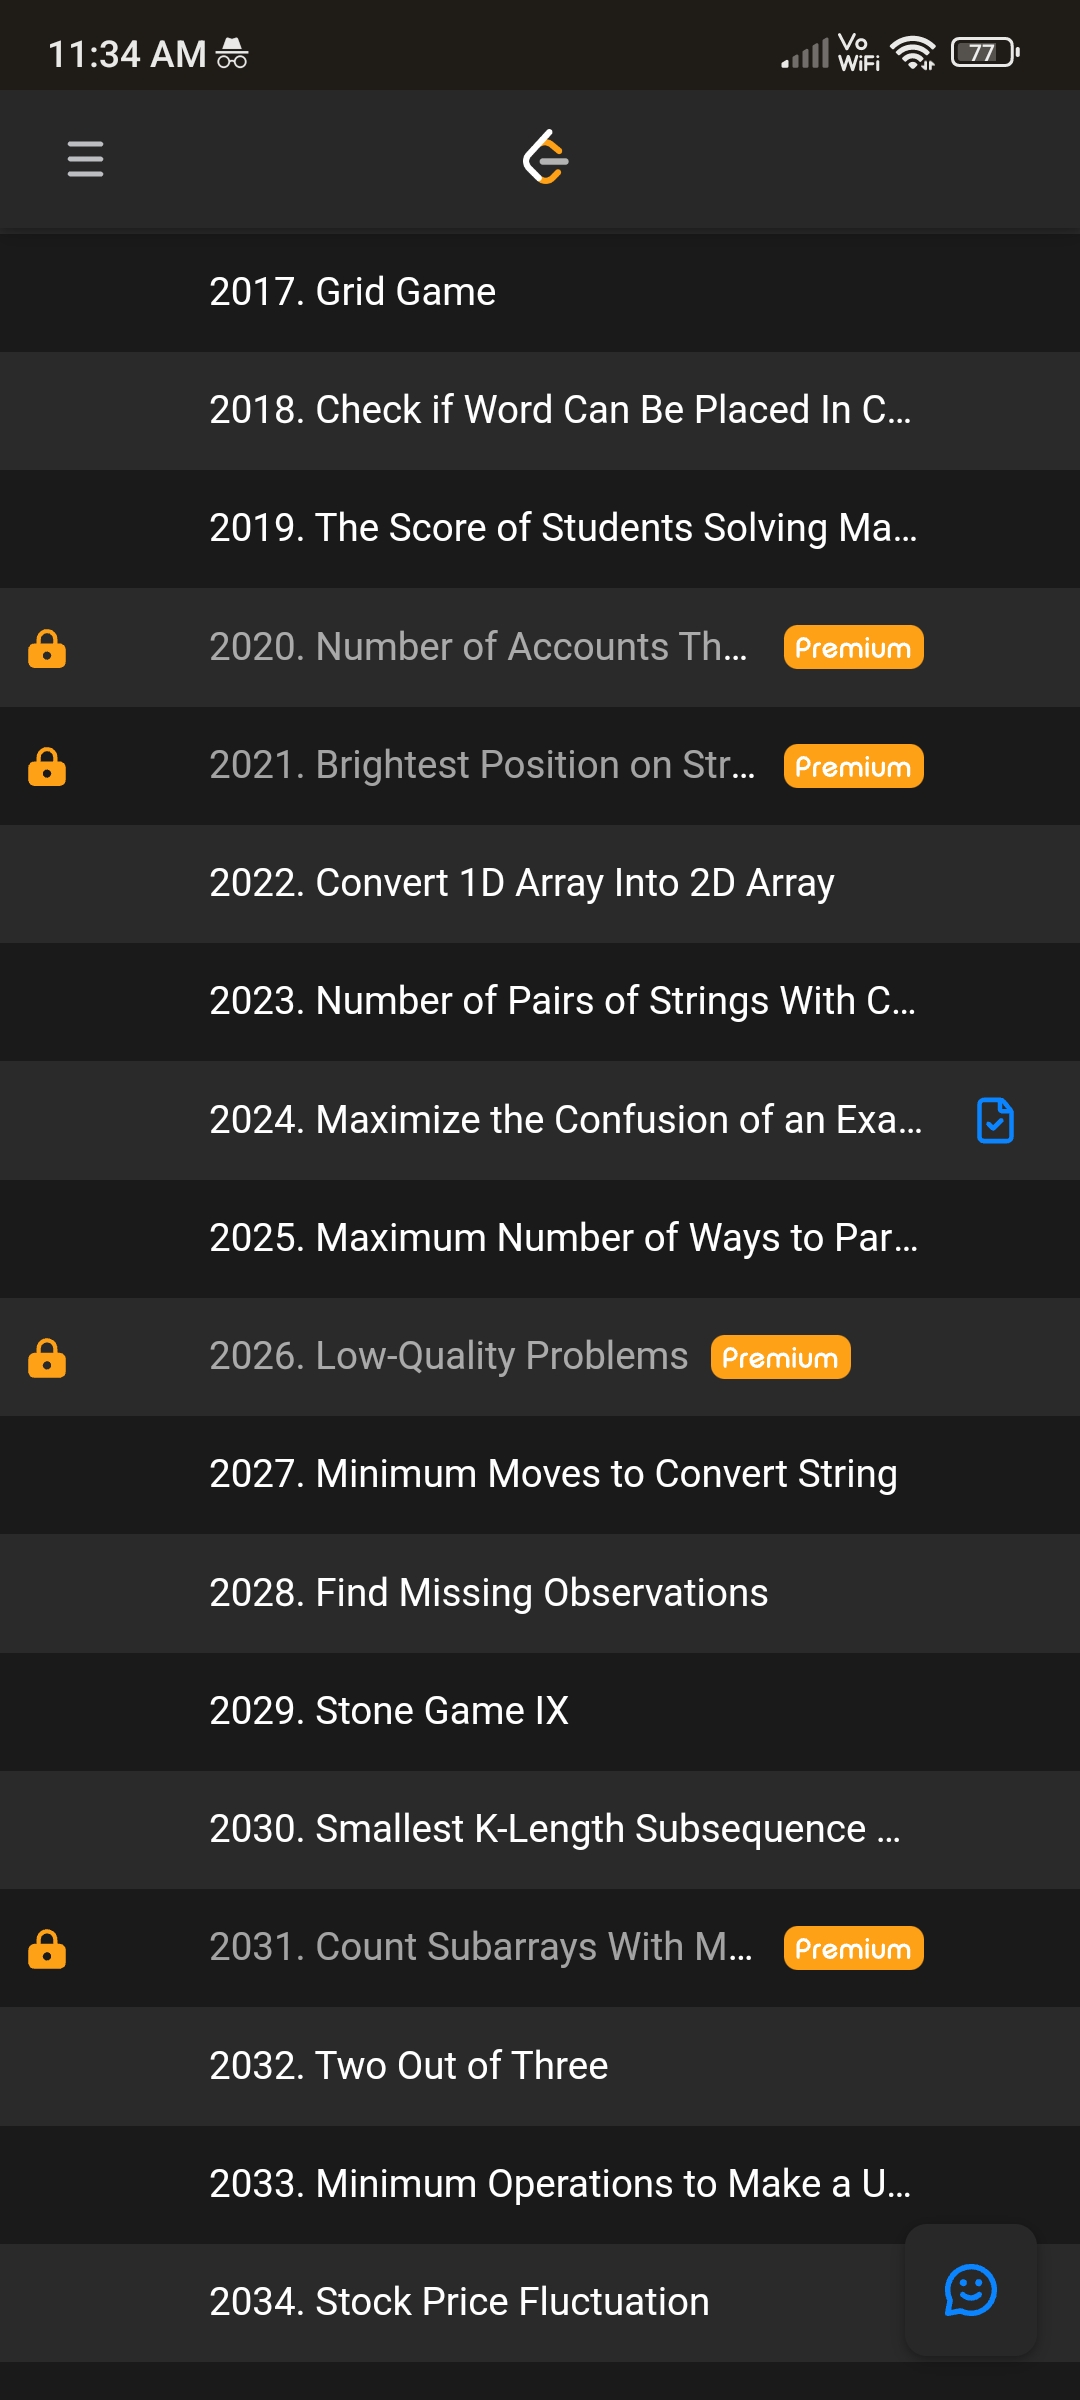 11:34 AM
Vo
WiFi
77
2017. Grid Game
2018. Check if Word Can Be Placed In C...
2019. The Score of Students Solving Ma...
2020. Number of Accounts Th... Premium
2021. Brightest Position on Str... Premium
2022. Convert 1D Array Into 2D Array
2023. Number of Pairs of Strings With C...
2024. Maximize the Confusion of an Exa...
2025. Maximum Number of Ways to Par...
2026. Low-Quality Problems Premium
2027. Minimum Moves to Convert String
2028. Find Missing Observations
2029. Stone Game IX
2030. Smallest K-Length Subsequence ...
2031. Count Subarrays With M... Premium
2032. Two Out of Three
2033. Minimum Operations to Make a U...
2034. Stock Price Fluctuation